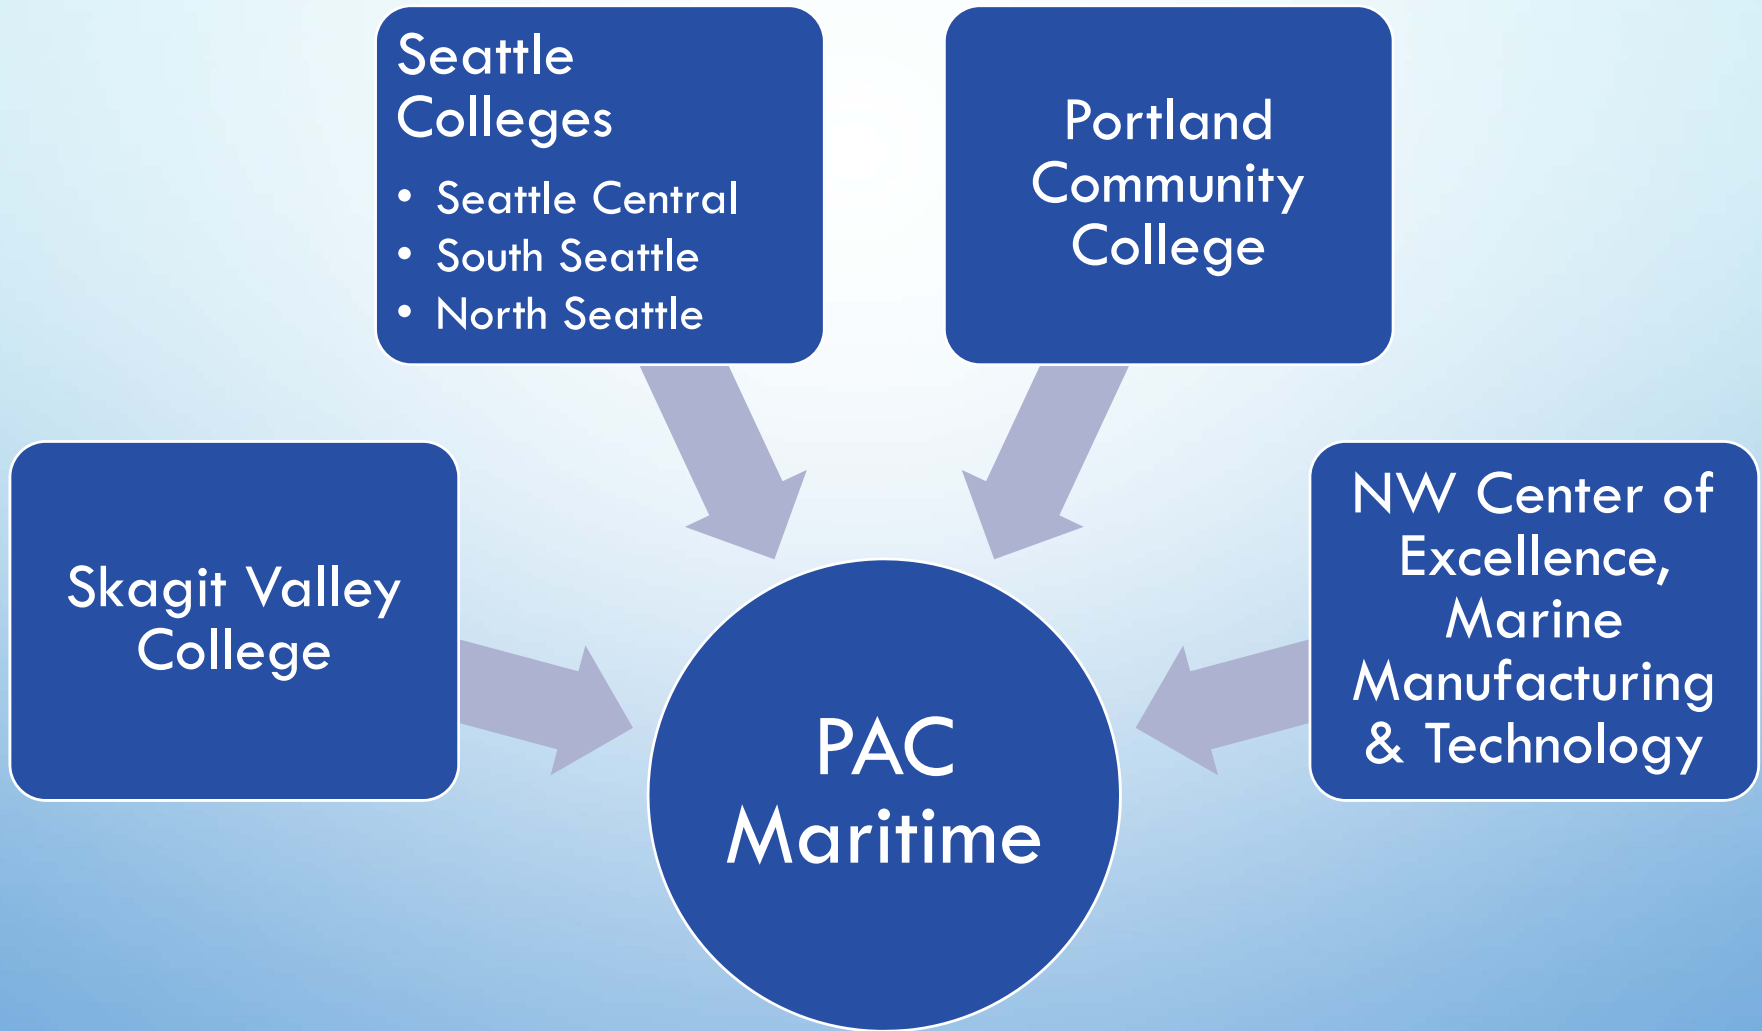 Seattle
Colleges
• Seattle Central
• South Seattle
• North Seattle
Portland
Community
College
Skagit Valley
College
NW Center of
Excellence,
Marine
Manufacturing
& Technology
PAC
Maritime